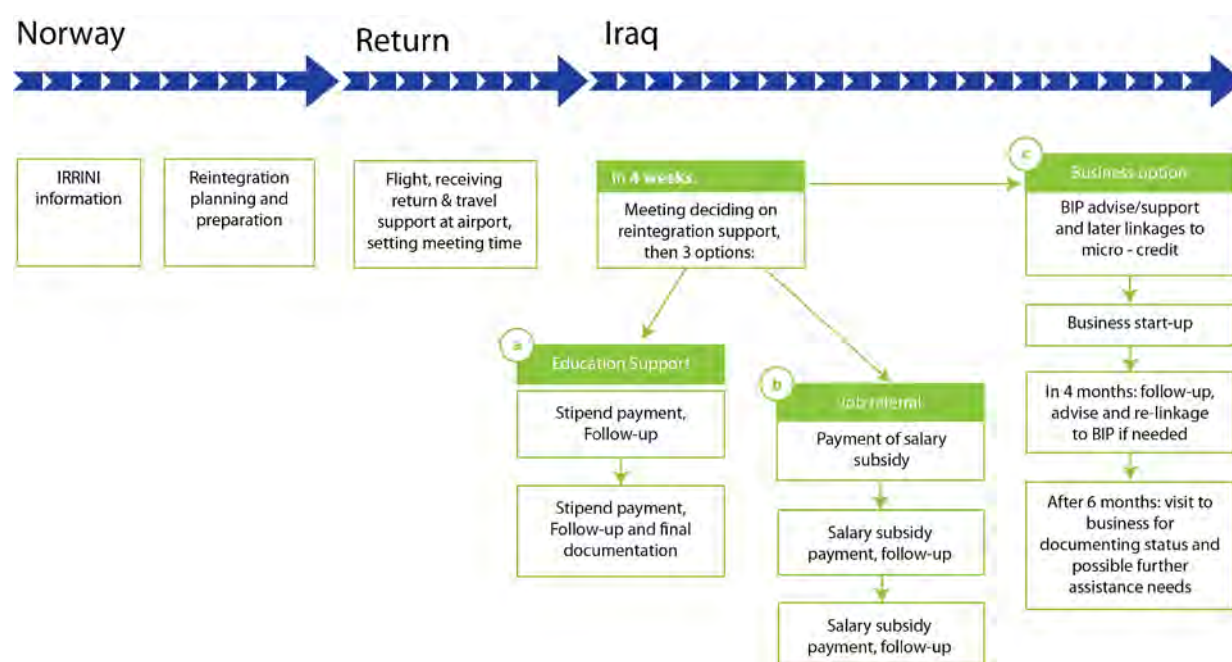 Norway
Return
Iraq
IRRINI
information
Reintegration
planning and
preparation
Flight, receiving
return & travel
support at airport,
setting meeting time
In 4 weeks:
Meeting deciding on
reintegration support,
then 3 options:
a
Education Support
Stipend payment,
Follow-up
Stipend payment,
Follow-up and final
documentation
b
Job referral
Payment of salary
subsidy
Salary subsidy
payment, follow-up
Salary subsidy
payment, follow-up
c
Business option
BIP advise/support
and later linkages to
micro - credit
Business start-up
In 4 months: follow-up,
advise and re-linkage
to BIP if needed
After 6 months: visit to
business for
documenting status and
possible further
assistance needs